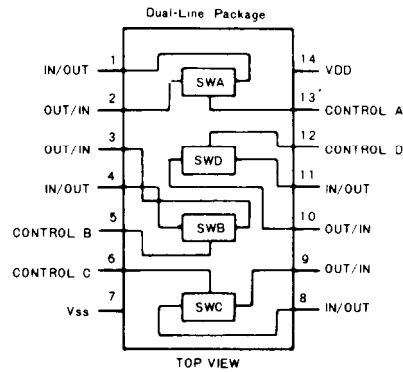 Dual-Line Package
1
IN/OUT
SWA
14
VDD
2
OUT/IN
13
CONTROL A
3
OUT/IN
12
CONTROL D
SWD
4
IN/OUT
11
IN/OUT
5
CONTROL B
SWB
10
OUT/IN
6
CONTROL C
9
OUT/IN
7
Vss
SWC
8
IN/OUT
TOP VIEW